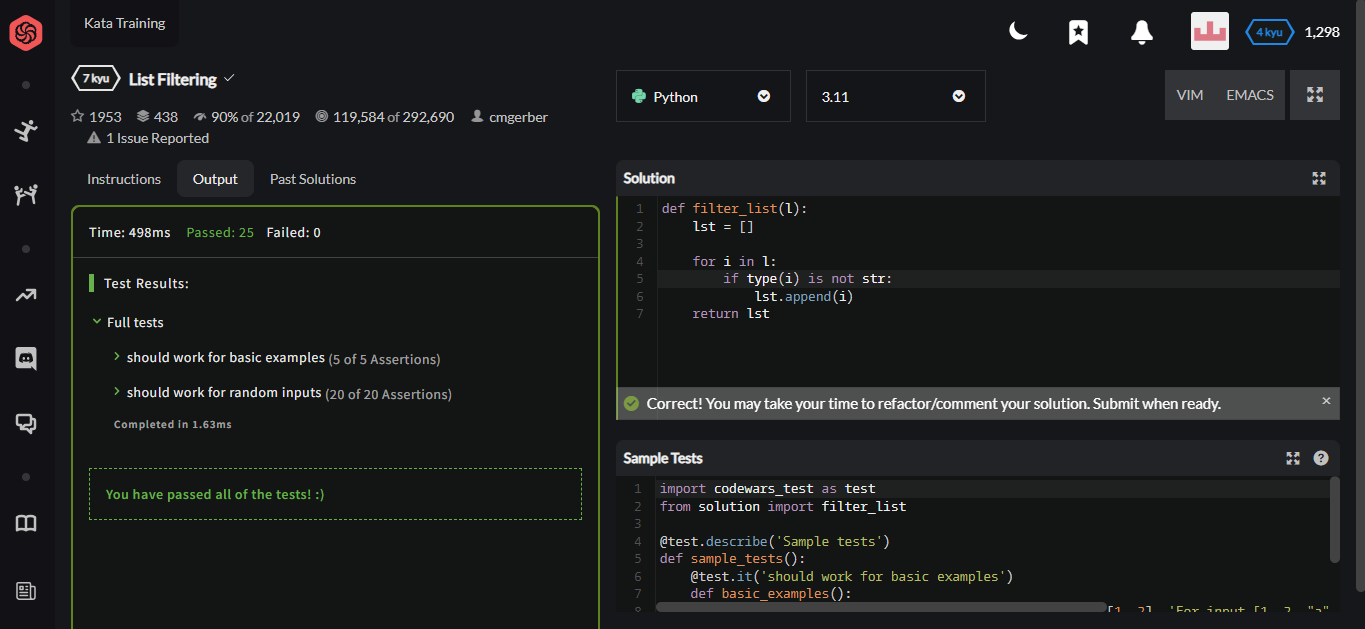 Kata Training
4 kyu 1,298
7 kyu List Filtering
1953 438 90% of 22,019 119,584 of 292,690 cmgerber
1 Issue Reported
Python
3.11
VIM EMACS
Instructions Output Past Solutions
Time: 498ms Passed: 25 Failed: 0
Test Results:
Full tests
should work for basic examples (5 of 5 Assertions)
should work for random inputs (20 of 20 Assertions)
Completed in 1.63ms
You have passed all of the tests! :)
Solution
1 def filter_list(l):
2     lst = []
3
4     for i in l:
5         if type(i) is not str:
6             lst.append(i)
7     return lst
Correct! You may take your time to refactor/comment your solution. Submit when ready.
Sample Tests
1 import codewars_test as test
2 from solution import filter_list
3
4 @test.describe('Sample tests')
5 def sample_tests():
6     @test.it('should work for basic examples')
7     def basic_examples():
8 [1, 2], 'For input [1, 2, "a"